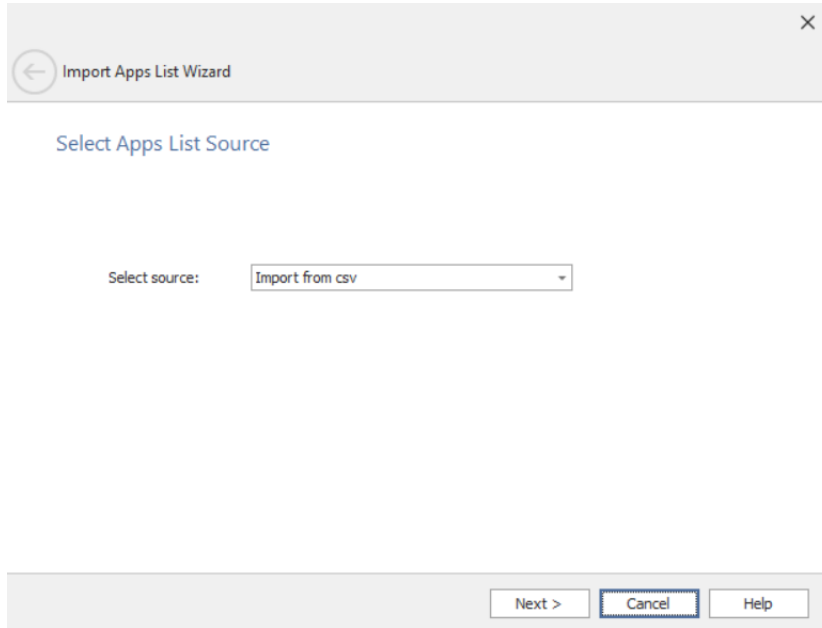 Import Apps List Wizard
Select Apps List Source
Select source: Import from csv
Next > Cancel Help